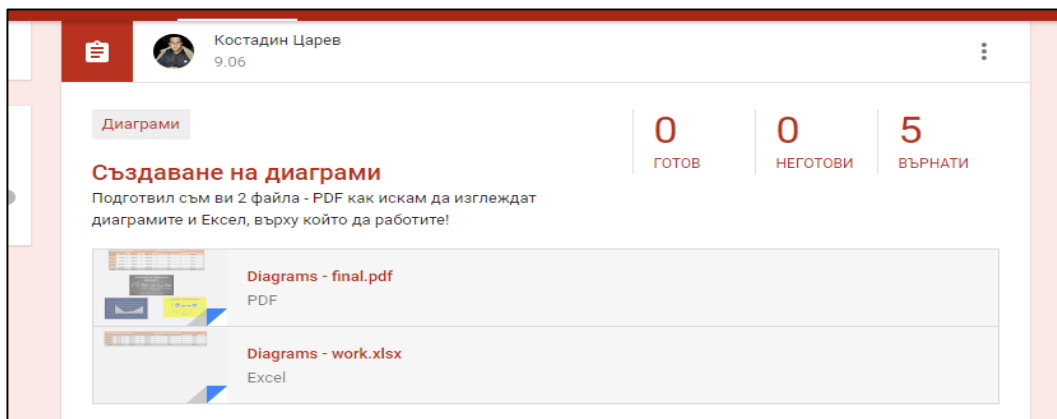 Костадин Царев
9.06
Диаграми
0
ГОТОВ
0
НЕГОТОВИ
5
ВЪРНАТИ
Създаване на диаграми
Подготвил съм ви 2 файла - PDF как искам да изглеждат
диаграмите и Ексел, върху който да работите!
Diagrams - final.pdf
PDF
Diagrams - work.xlsx
Excel